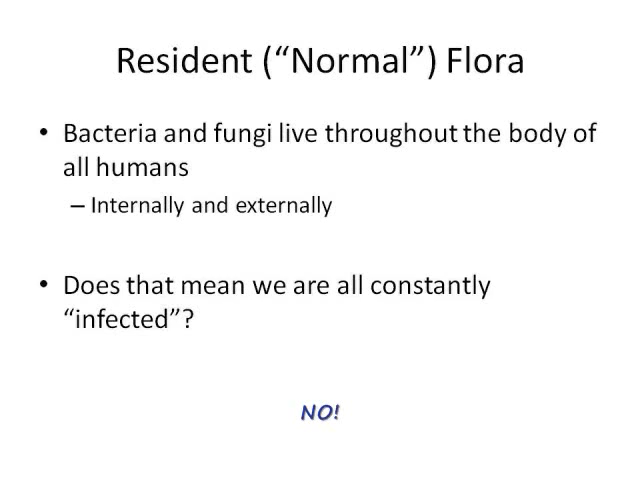 Resident (“Normal”) Flora
• Bacteria and fungi live throughout the body of
all humans
– Internally and externally
• Does that mean we are all constantly
“infected”?
NO!